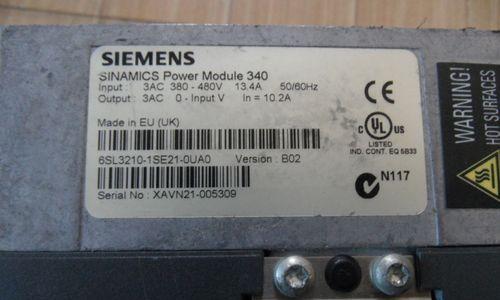 SIEMENS
SINAMICS Power Module 340
Input : 3AC 380 - 480V 13.4A 50/60Hz
Output : 3AC 0 - Input V In = 10.2A
Made in EU (UK)
6SL3210-1SE21-0UA0 Version : B02
Serial No : XAVN21-005309
CE
C UL US
LISTED
IND. CONT. EQ 5B33
N117
WARNING!
HOT SURFACES